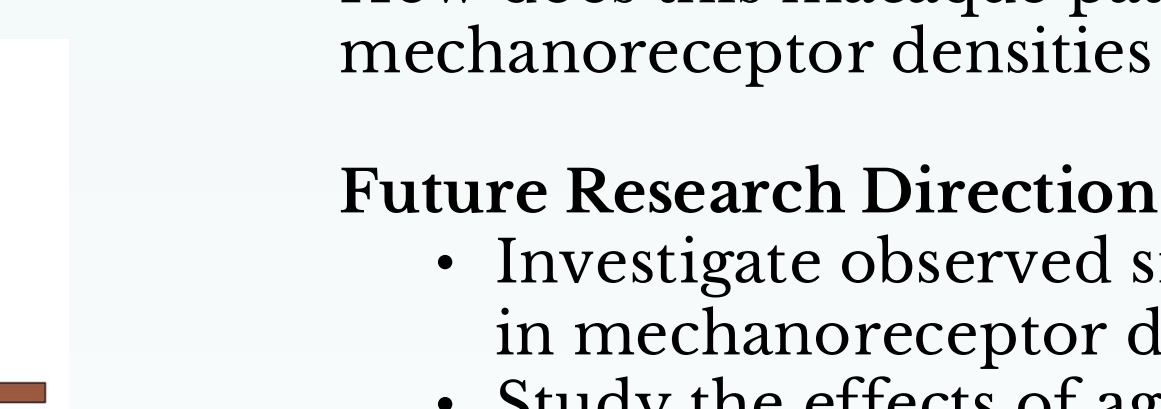 How does this macaque
mechanoreceptor densities
Future Research Direction
• Investigate observed
in mechanoreceptor
• Study the effects of